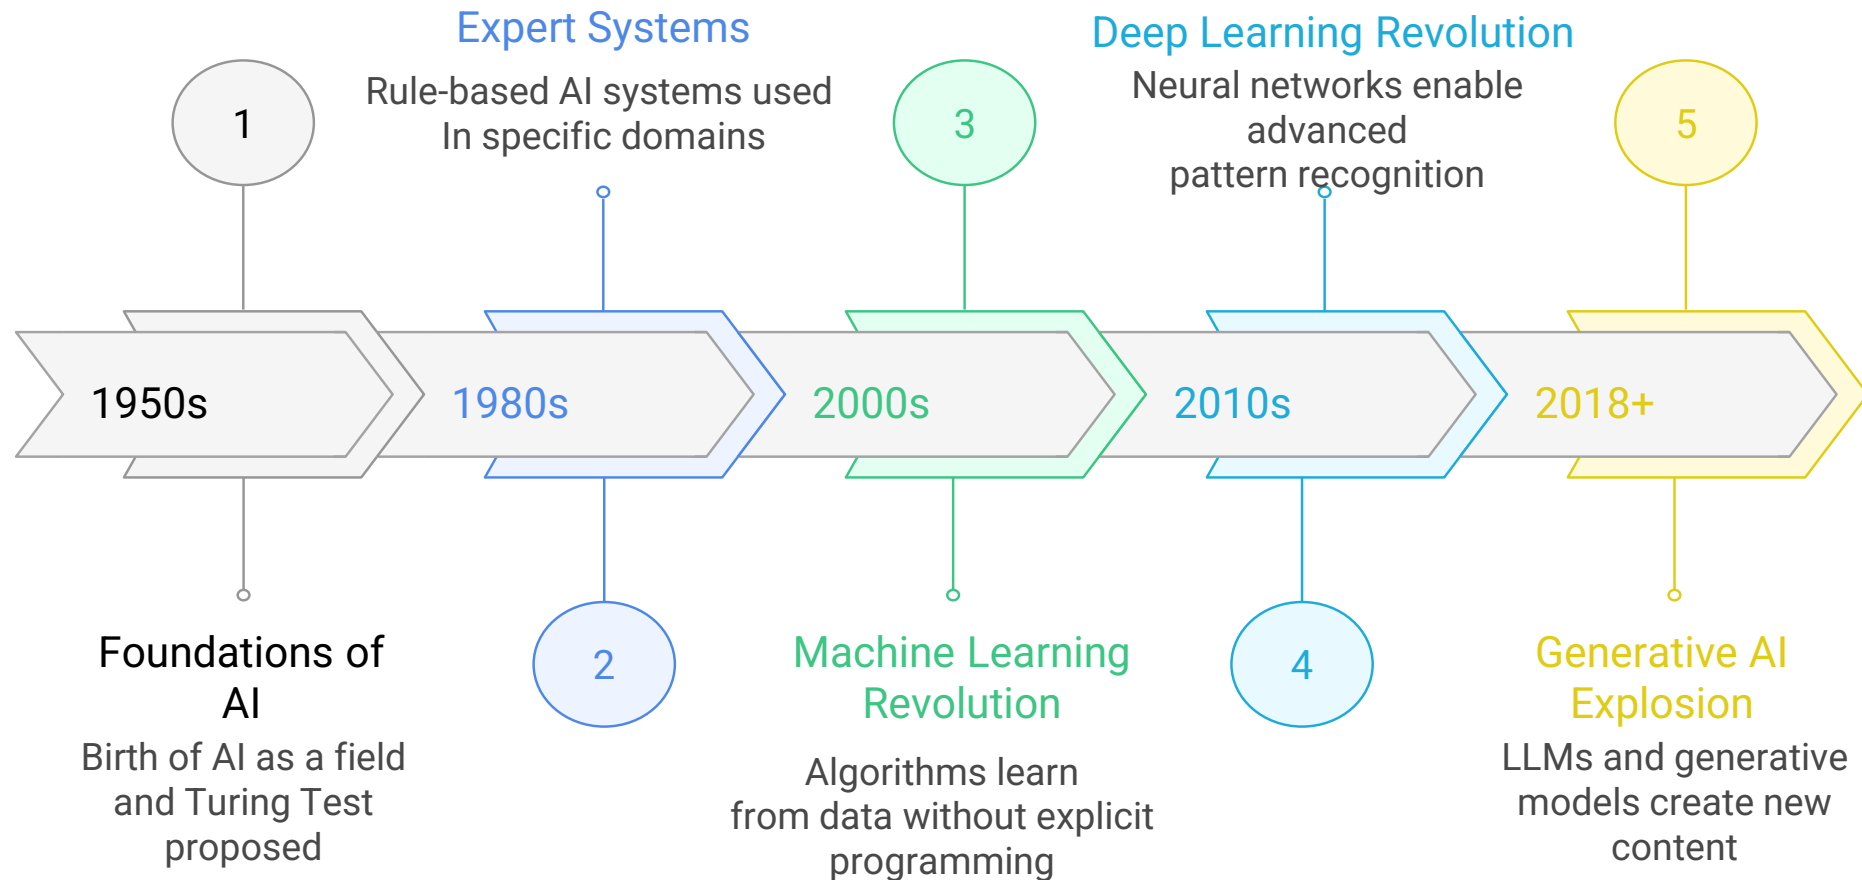 1
1950s
Foundations of
AI
Birth of AI as a field
and Turing Test
proposed
Expert Systems
Rule-based AI systems used
In specific domains
1980s
2
3
2000s
Machine Learning
Revolution
Algorithms learn
from data without explicit
programming
Deep Learning Revolution
Neural networks enable
advanced
pattern recognition
2010s
4
5
2018+
Generative AI
Explosion
LLMs and generative
models create new
content